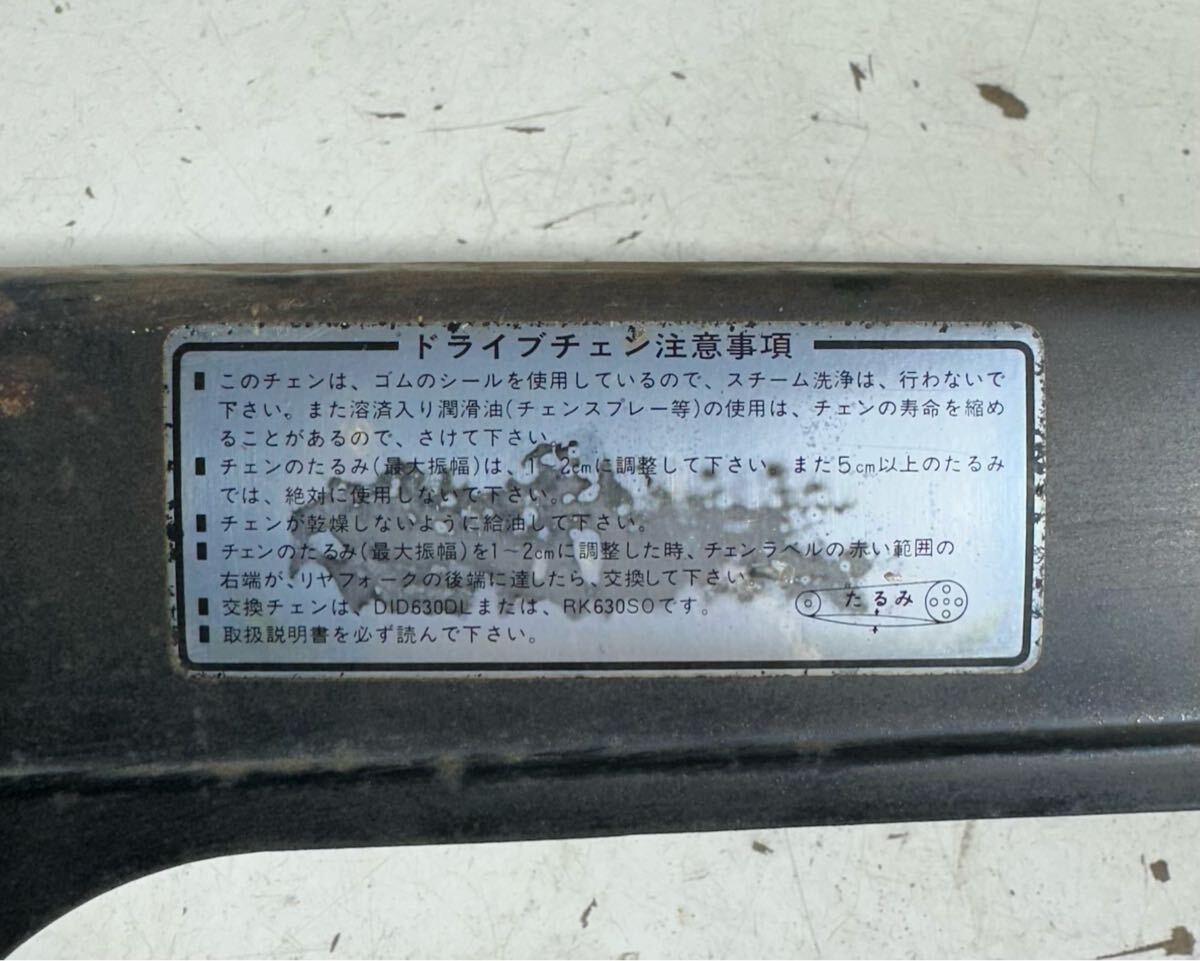 ドライブチェン注意事項
■ このチェンは、ゴムのシールを使用しているので、スチーム洗浄は、行わないで
下さい。また溶済入り潤滑油(チェンスプレー等)の使用は、チェンの寿命を縮め
ることがあるので、さけて下さい。
■ チェンのたるみ(最大振幅)は、1~2cmに調整して下さい。また5cm以上のたるみ
では、絶対に使用しないで下さい。
■ チェンが乾燥しないように給油して下さい。
■ チェンのたるみ(最大振幅)を1~2cmに調整した時、チェンラベルの赤い範囲の
右端が、リヤフォークの後端に達したら、交換して下さい。
■ 交換チェンは、DID630DLまたは、RK630SOです。
■ 取扱説明書を必ず読んで下さい。
たるみ